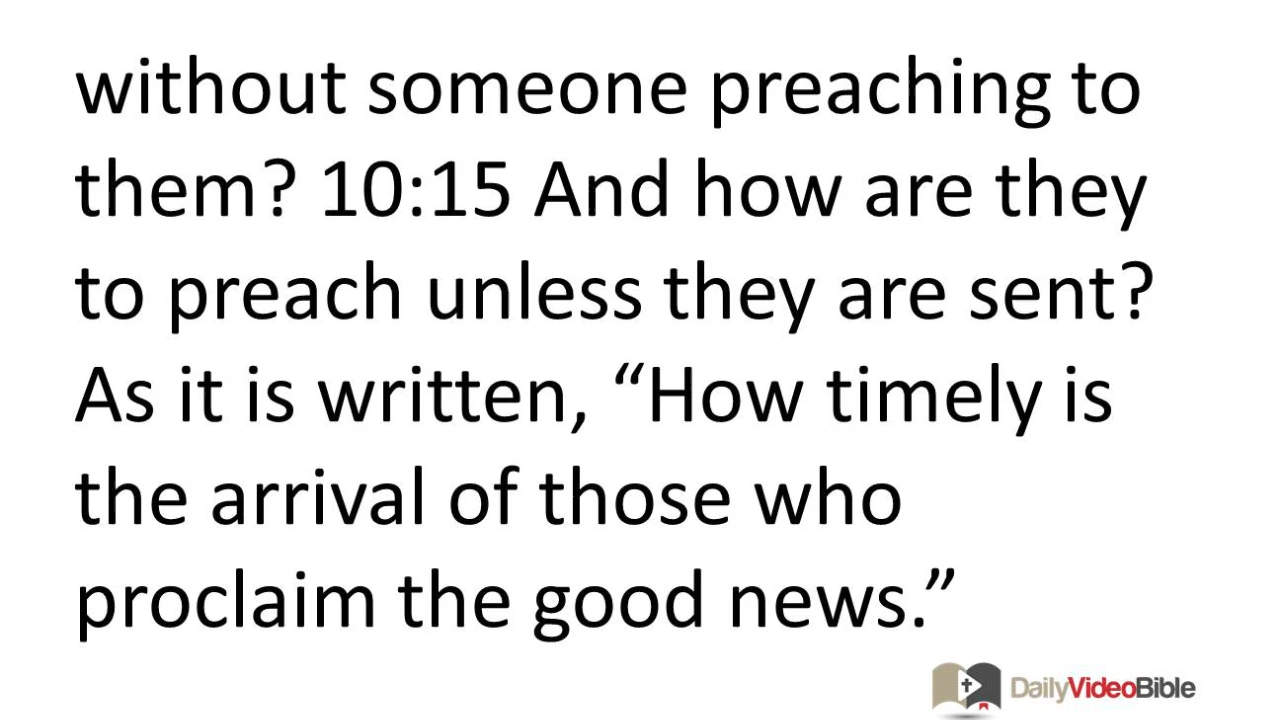 without someone preaching to
them? 10:15 And how are they
to preach unless they are sent?
As it is written, “How timely is
the arrival of those who
proclaim the good news.”
DailyVideoBible